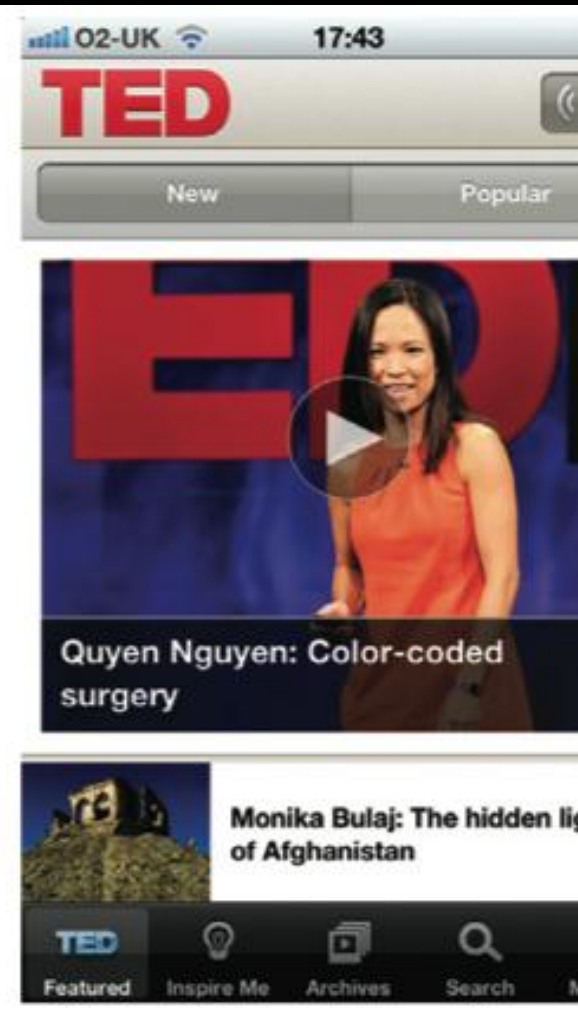 O2-UK 17:43
TED
New Popular
ED
Quyen Nguyen: Color-coded
surgery
Monika Bulaj: The hidden
of Afghanistan
TED
Featured Inspire Me Archives Search